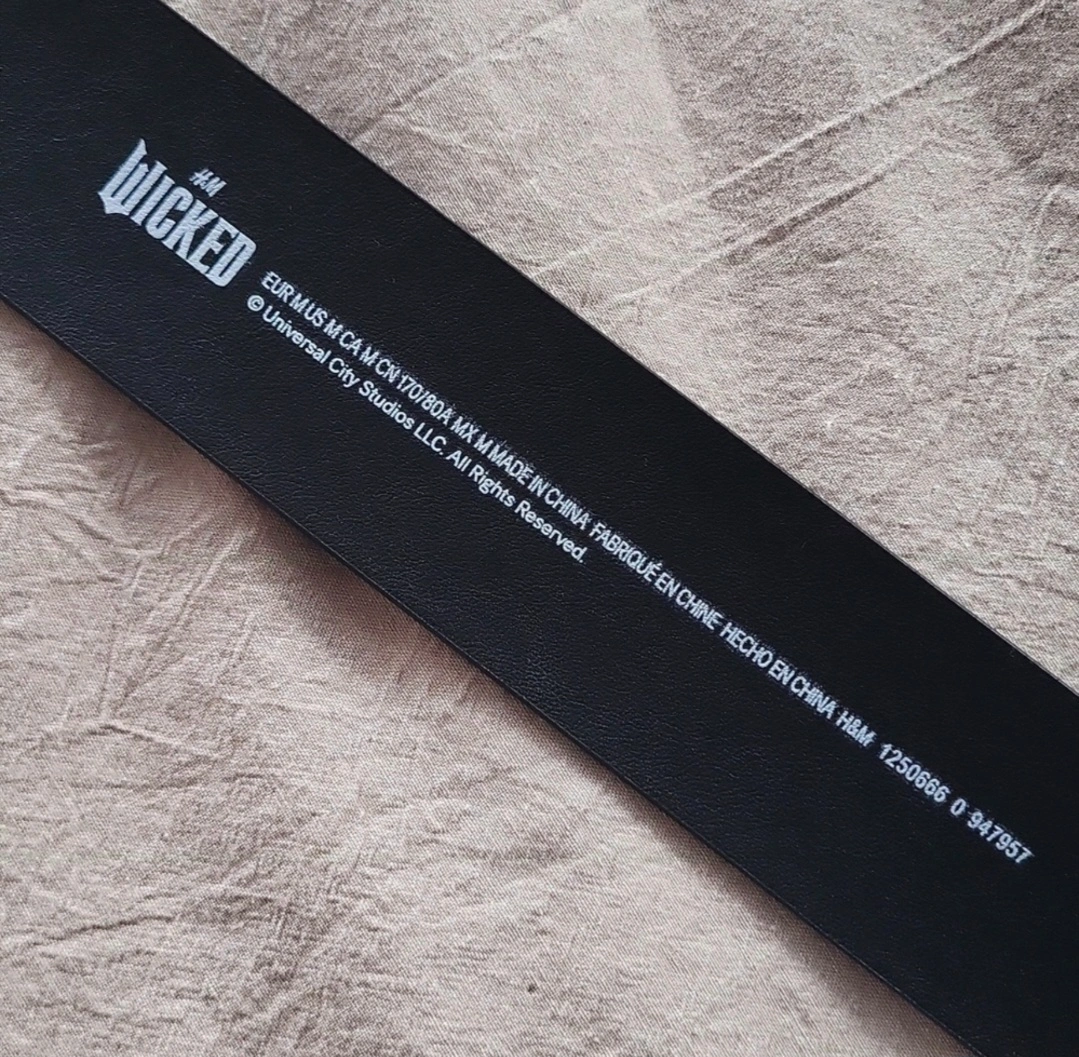 H&M
WICKED
EUR M US M CA M CN 170/80A MX M MADE IN CHINA FABRIQUÉ EN CHINE HECHO EN CHINA H&M 1250666 0 947957
© Universal City Studios LLC. All Rights Reserved.